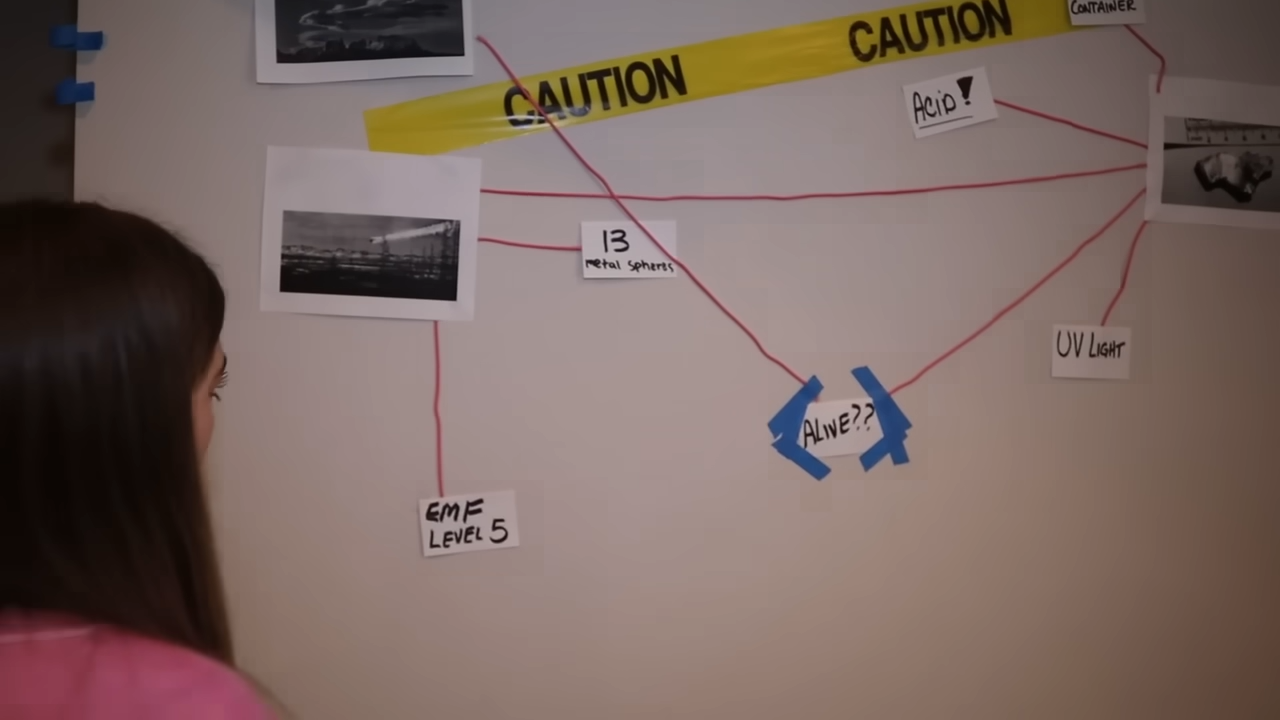 CONTAINER
CAUTION
CAUTION
ACID!
13
metal spheres
UV LIGHT
ALIVE??
EMF
LEVEL 5